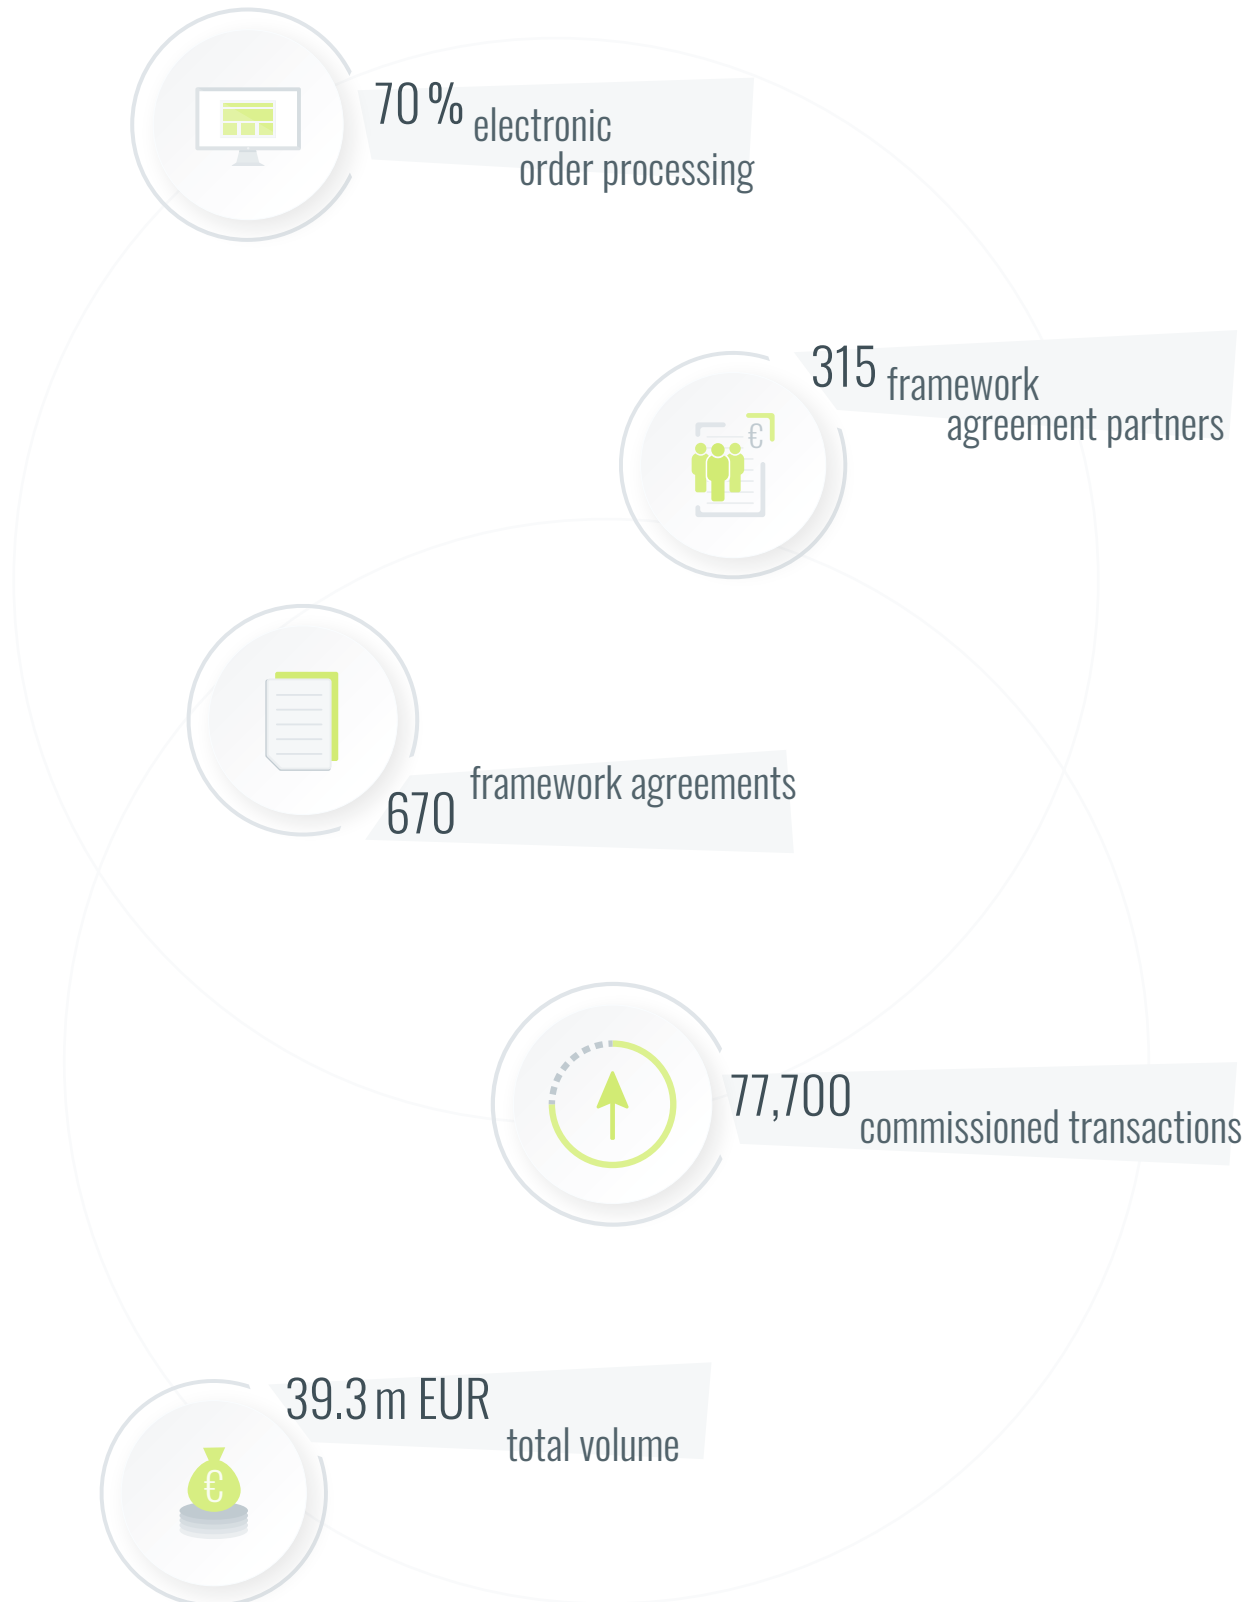 70 % electronic
order processing
315 framework
agreement partners
€
framework agreements
670
77,700
commissioned transactions
39.3 m EUR
total volume
€